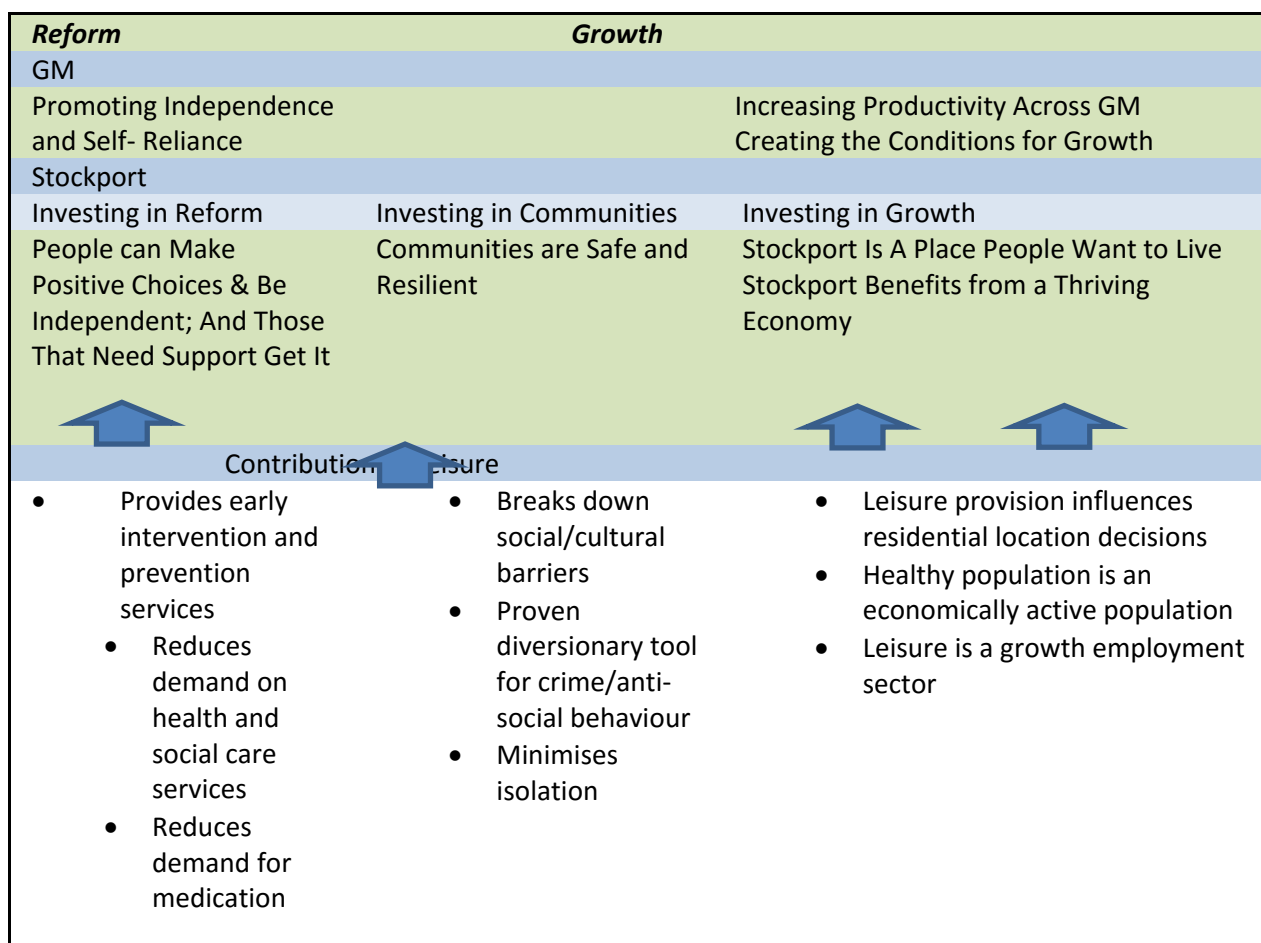 Reform Growth
GM
Promoting Independence
and Self- Reliance
Increasing Productivity Across GM
Creating the Conditions for Growth
Stockport
Investing in Reform
Investing in Communities
Investing in Growth
People can Make
Positive Choices & Be
Independent; And Those
That Need Support Get It
Communities are Safe and
Resilient
Stockport Is A Place People Want to Live
Stockport Benefits from a Thriving
Economy
Contribution eisure
• Provides early
intervention and
prevention
services
• Reduces
demand on
health and
social care
services
• Reduces
demand for
medication
• Breaks down
social/cultural
barriers
• Proven
diversionary tool
for crime/anti-
social behaviour
• Minimises
isolation
• Leisure provision influences
residential location decisions
• Healthy population is an
economically active population
• Leisure is a growth employment
sector